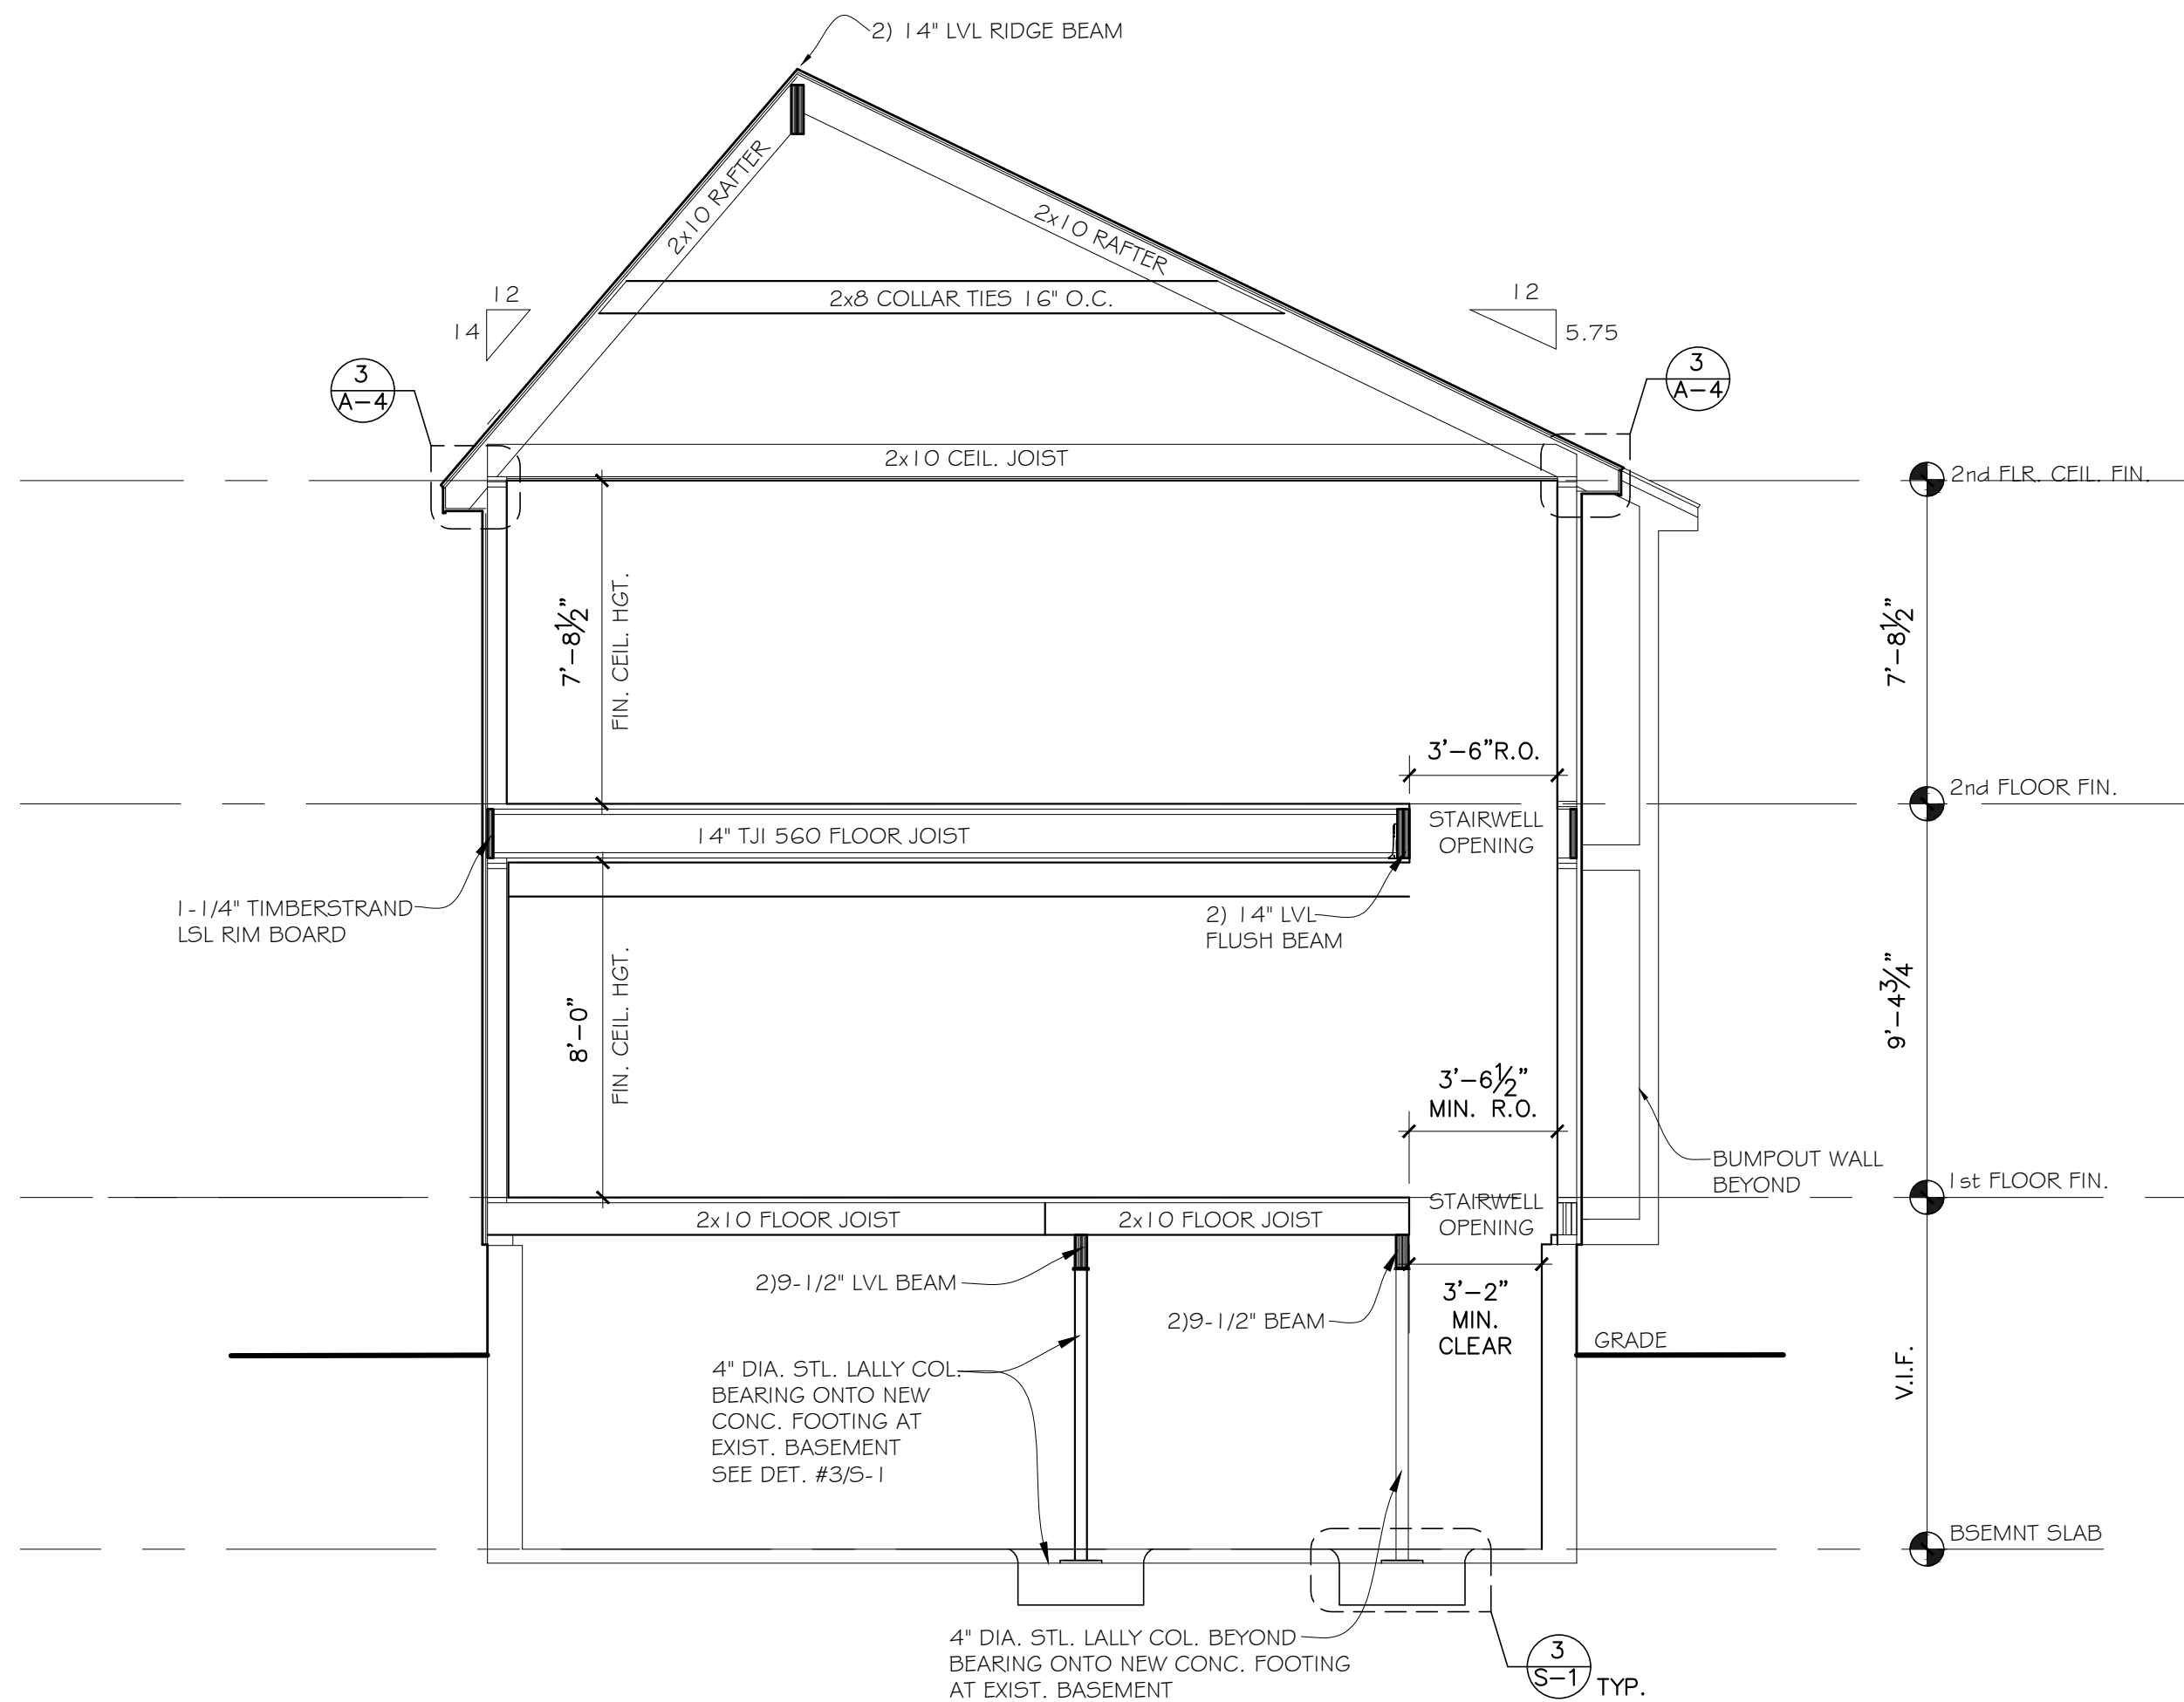 2) 14" LVL RIDGE BEAM
2x10 RAFTER
2x10 RAFTER
2x8 COLLAR TIES 16" O.C.
12
14
12
5.75
3
A-4
3
A-4
2x10 CEIL. JOIST
2nd FLR. CEIL. FIN.
7'-8½"
FIN. CEIL. HGT.
7'-8½"
3'-6"R.O.
2nd FLOOR FIN.
14" TJI 560 FLOOR JOIST
STAIRWELL
OPENING
1-1/4" TIMBERSTRAND
LSL RIM BOARD
2) 14" LVL
FLUSH BEAM
8'-0"
FIN. CEIL. HGT.
9'-4¾"
3'-6½"
MIN. R.O.
BUMPOUT WALL
BEYOND
1st FLOOR FIN.
2x10 FLOOR JOIST
2x10 FLOOR JOIST
STAIRWELL
OPENING
2)9-1/2" LVL BEAM
2)9-1/2" BEAM
3'-2"
MIN.
CLEAR
GRADE
V.I.F.
4" DIA. STL. LALLY COL.
BEARING ONTO NEW
CONC. FOOTING AT
EXIST. BASEMENT
SEE DET. #3/S-1
BSEMNT SLAB
4" DIA. STL. LALLY COL. BEYOND
BEARING ONTO NEW CONC. FOOTING
AT EXIST. BASEMENT
3
S-1
TYP.